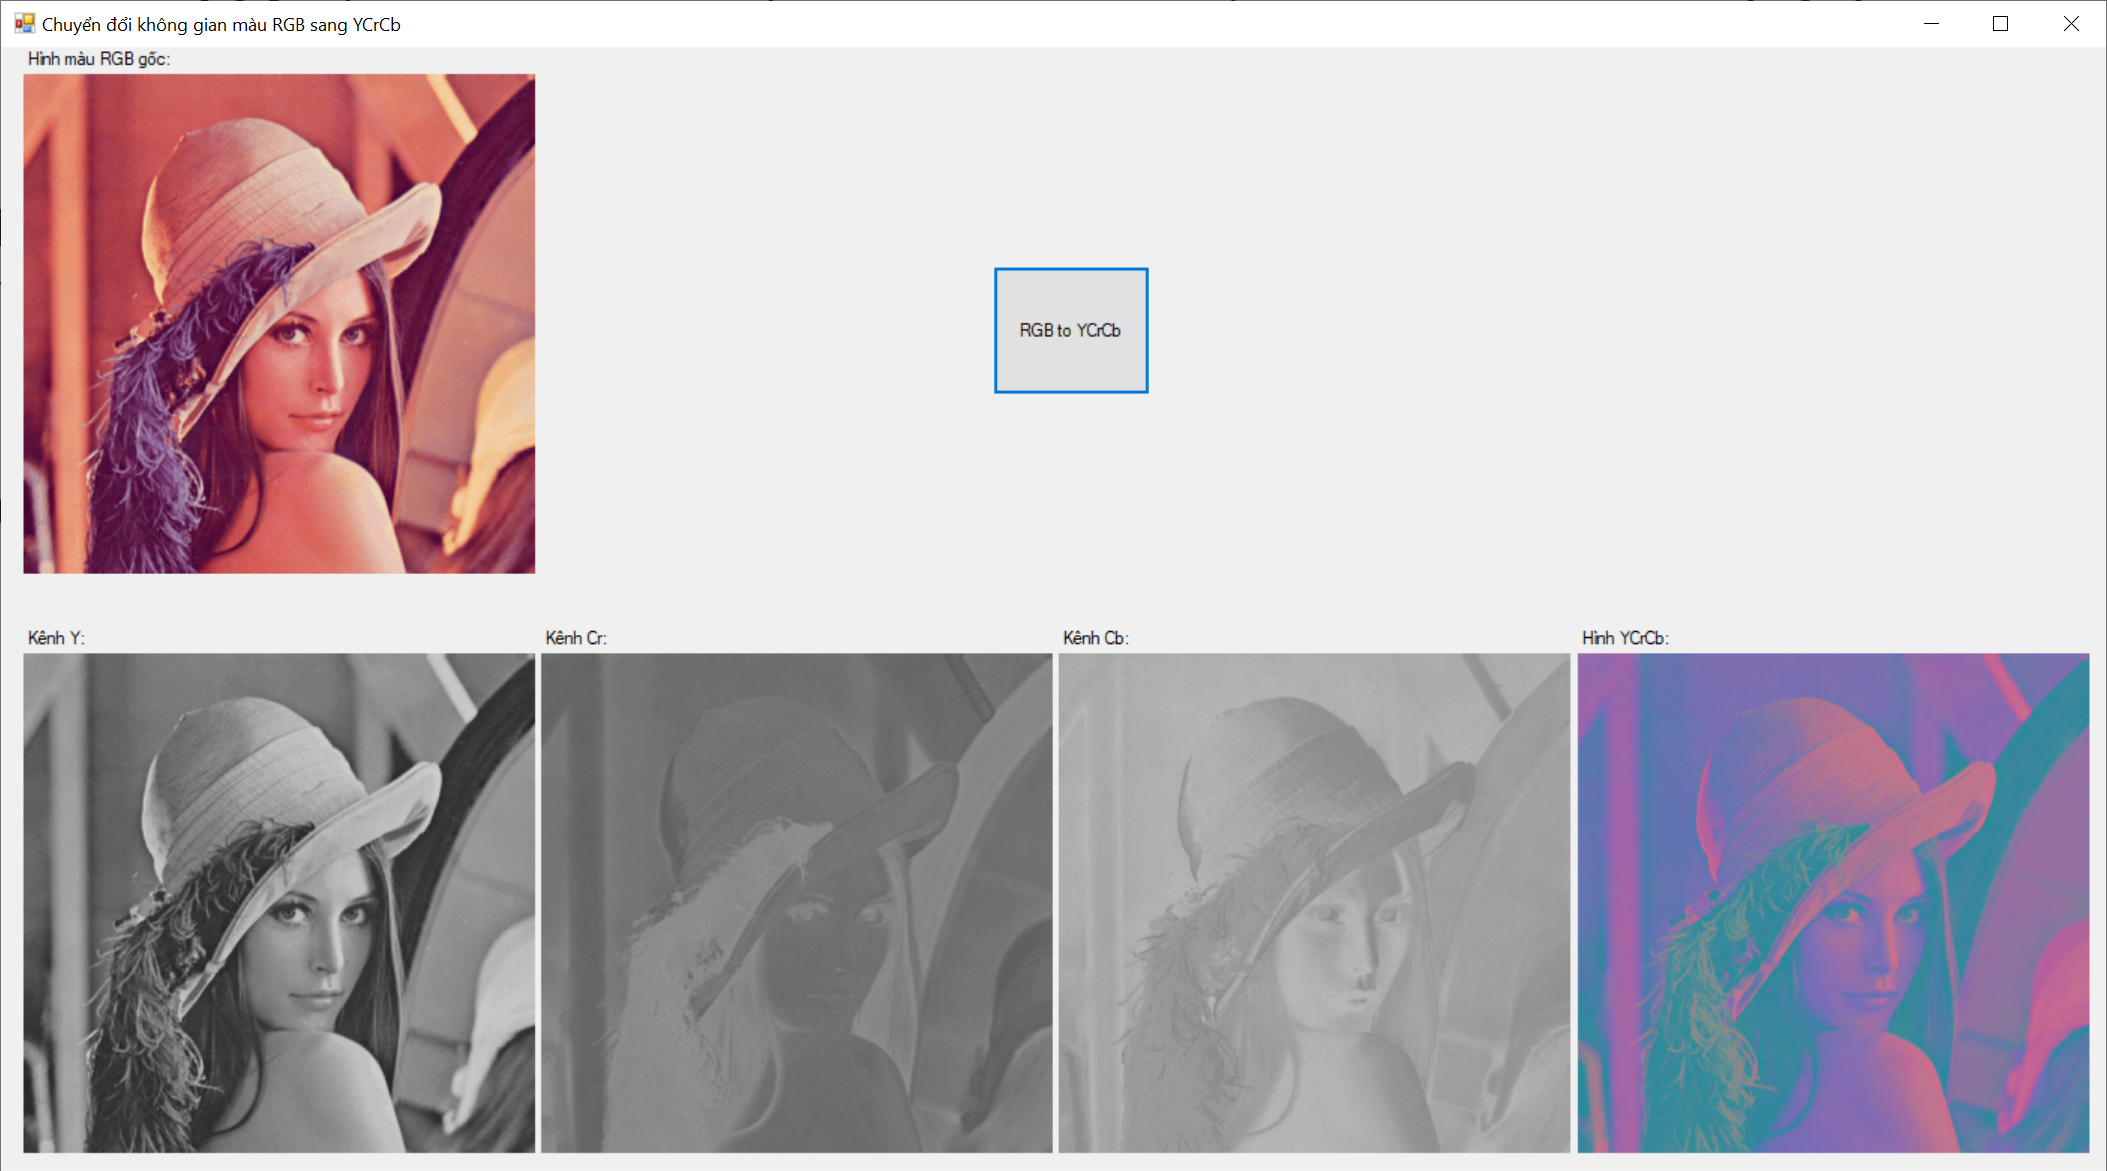 Chuyển đổi không gian màu RGB sang YCrCb
Hình màu RGB gốc:
RGB to YCrCb
Kênh Y:
Kênh Cr:
Kênh Cb:
Hình YCrCb: